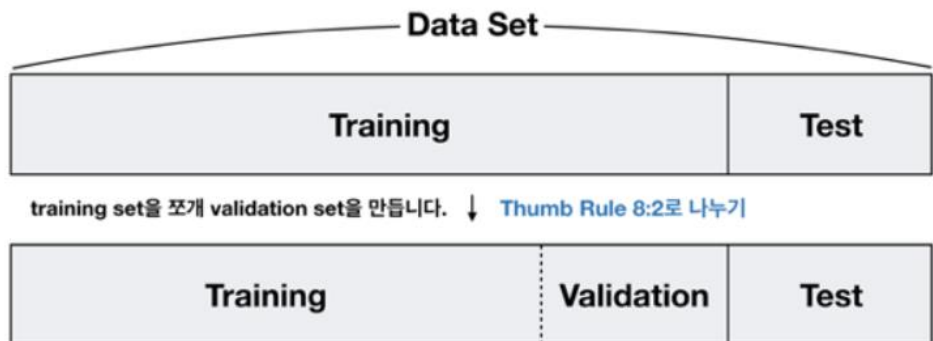 Data Set
Training Test
training set을 쪼개 validation set을 만듭니다. ↓ Thumb Rule 8:2로 나누기
Training Validation Test